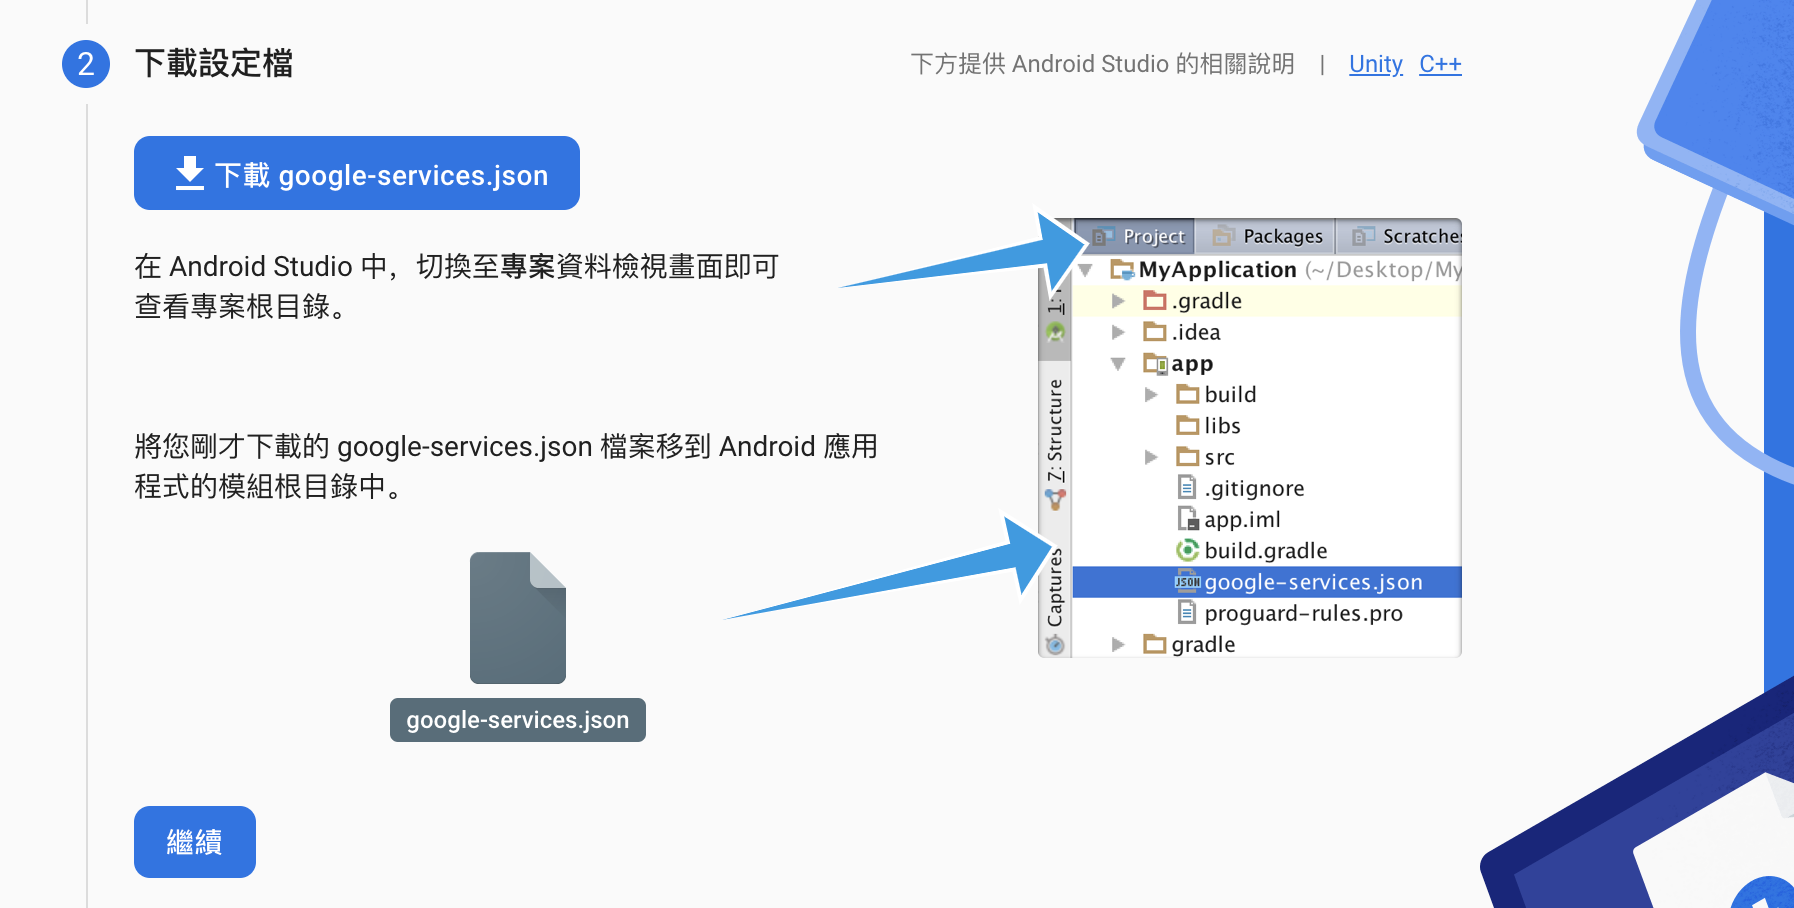 2
下載設定檔
下方提供 Android Studio 的相關說明 | Unity C++
下載 google-services.json
在 Android Studio 中，切換至專案資料檢視畫面即可
查看專案根目錄。
將您剛才下載的 google-services.json 檔案移到 Android 應用
程式的模組根目錄中。
google-services.json
繼續
Project Packages Scratches
MyApplication (~/Desktop/My
.gradle
.idea
app
build
libs
src
.gitignore
app.iml
build.gradle
JSON google-services.json
proguard-rules.pro
gradle
1:
Z: Structure
Captures